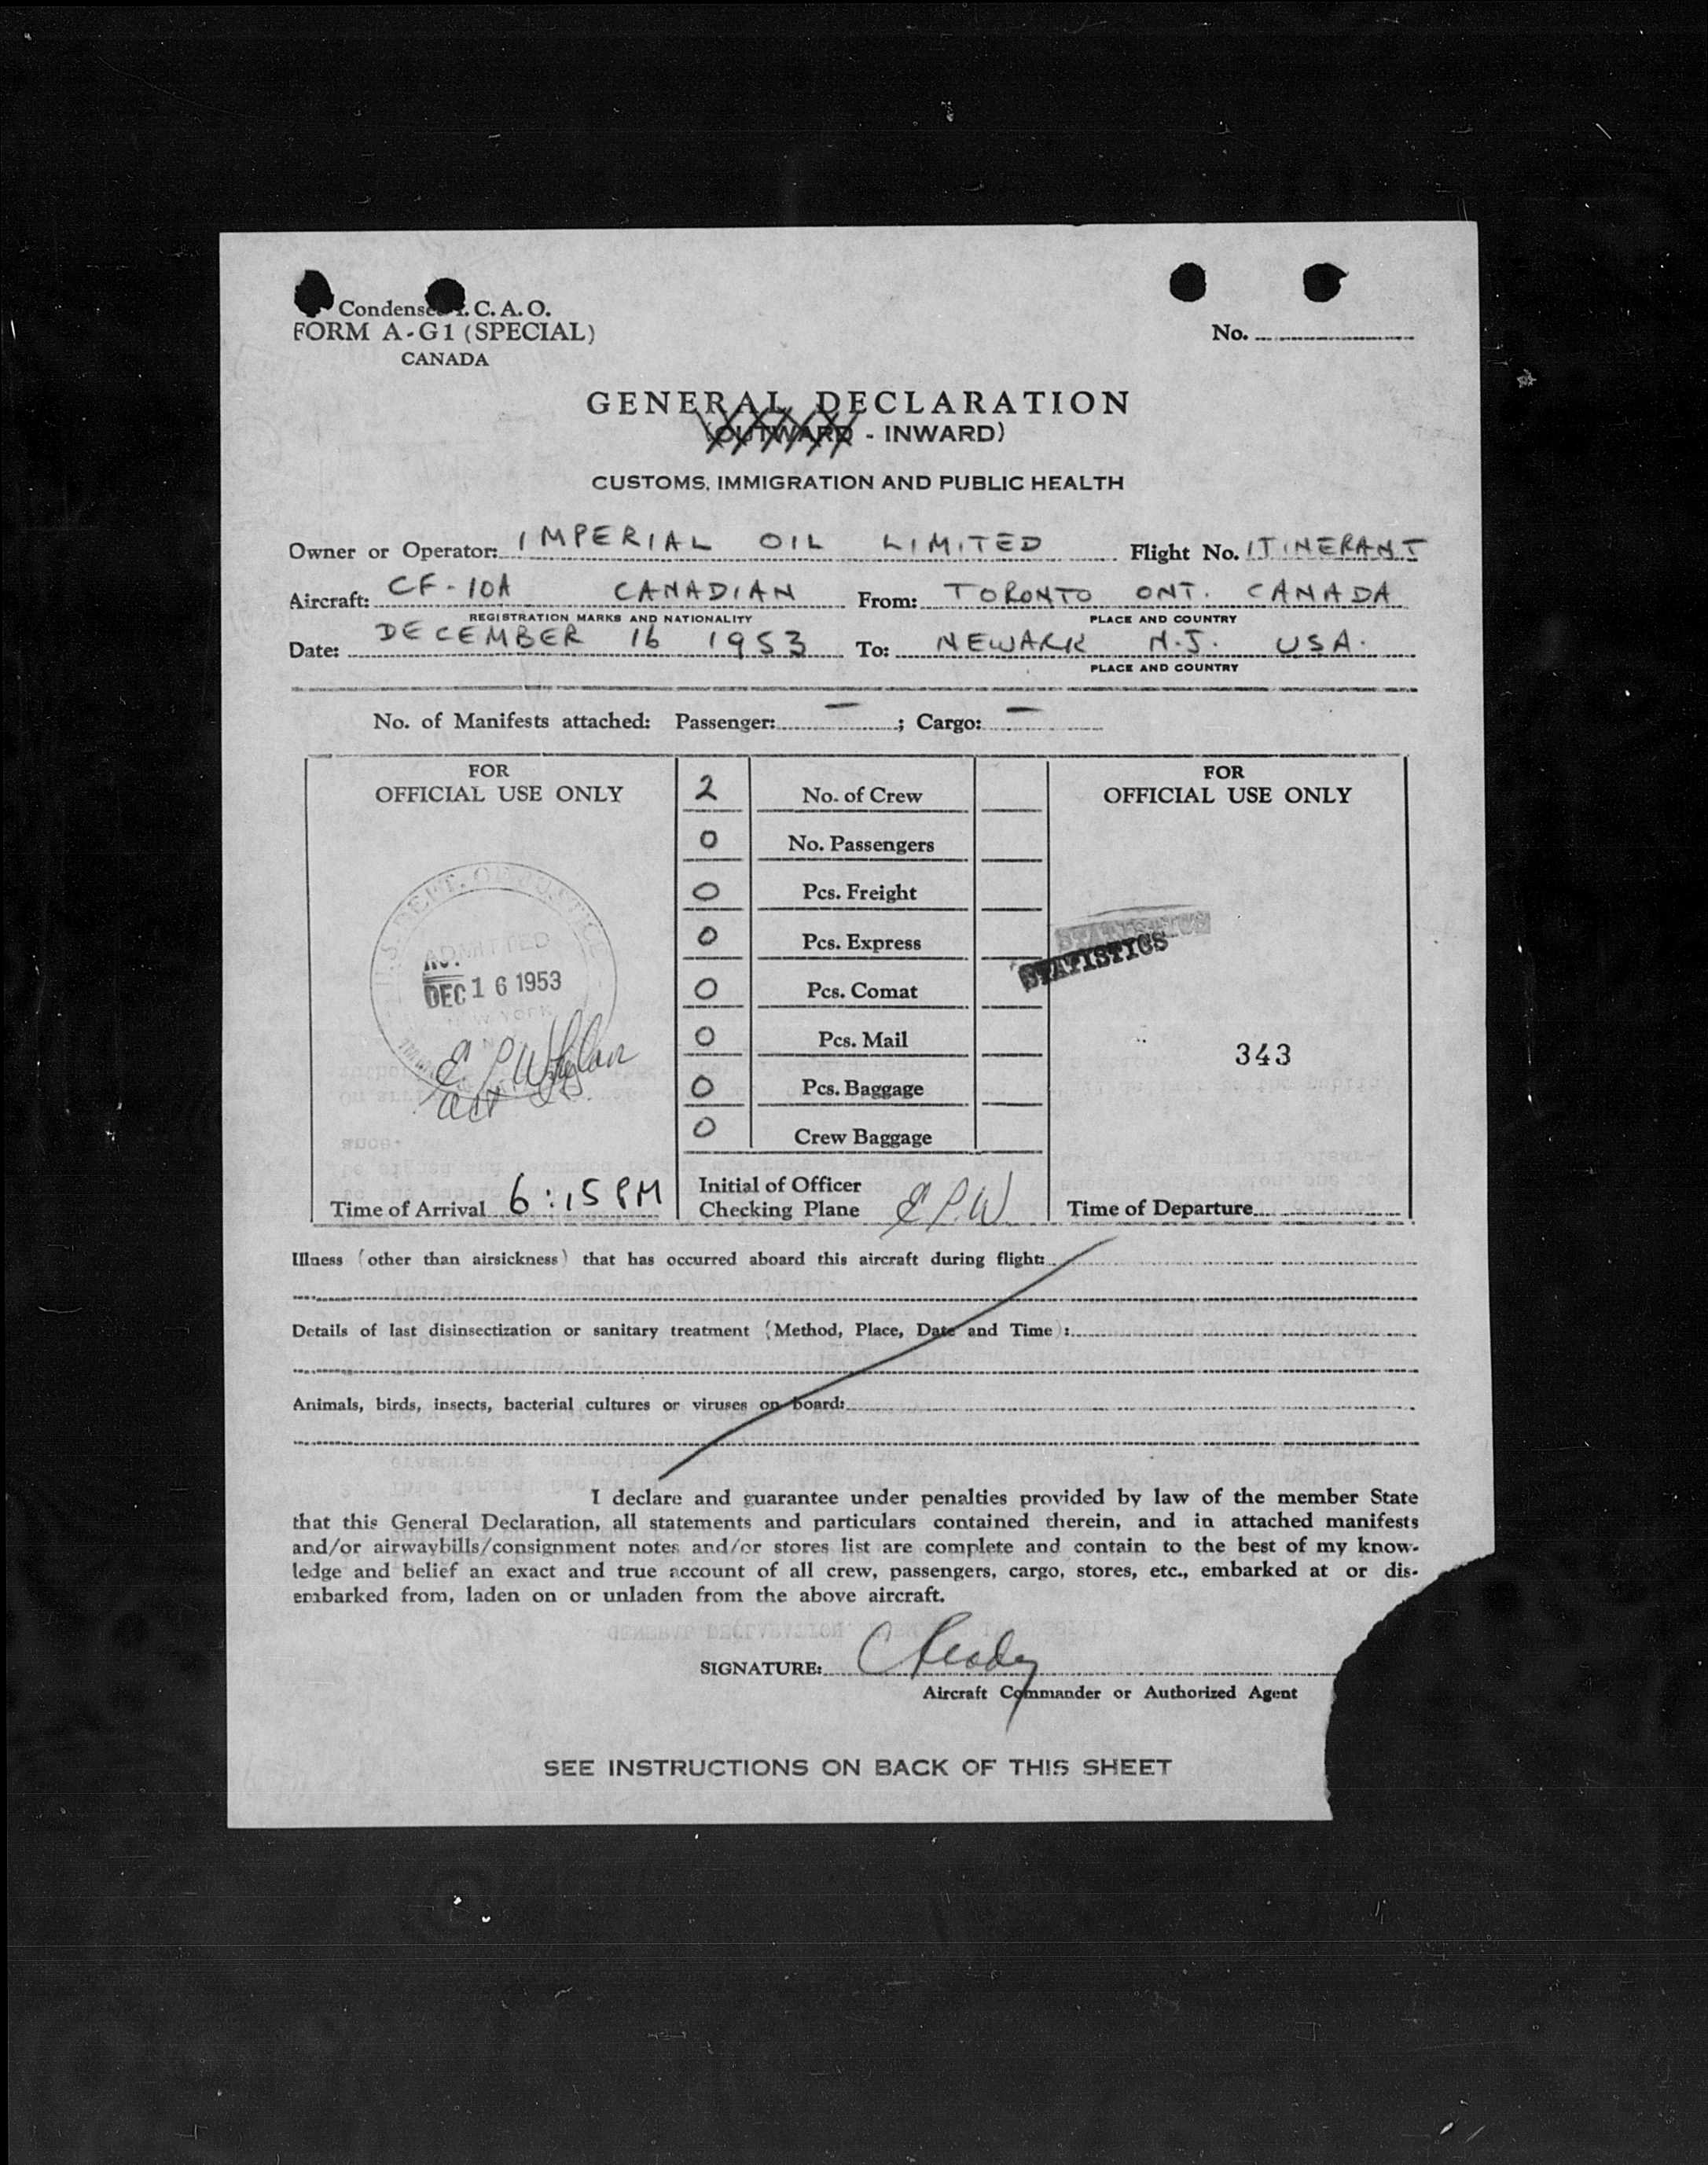 Condensed I. C. A. O.
FORM A-G1 (SPECIAL)
CANADA
No.
GENERAL DECLARATION
(OUTWARD - INWARD)
CUSTOMS, IMMIGRATION AND PUBLIC HEALTH
Owner or Operator: IMPERIAL OIL LIMITED Flight No. ITINERANT
Aircraft: CF-10A CANADIAN From: TORONTO ONT. CANADA
REGISTRATION MARKS AND NATIONALITY PLACE AND COUNTRY
Date: DECEMBER 16 1953 To: NEWARK N.J. USA.
PLACE AND COUNTRY
No. of Manifests attached: Passenger: — ; Cargo: —
FOR
OFFICIAL USE ONLY
U.S. DEPT. OF JUSTICE
ADMITTED
DEC 16 1953
NEW YORK
E. P. Whylan
act
Time of Arrival 6:15 PM
2 No. of Crew
0 No. Passengers
0 Pcs. Freight
0 Pcs. Express
0 Pcs. Comat
0 Pcs. Mail
0 Pcs. Baggage
0 Crew Baggage
Initial of Officer
Checking Plane E P.W
FOR
OFFICIAL USE ONLY
STATISTICS
STATISTICS
343
Time of Departure
Illness (other than airsickness) that has occurred aboard this aircraft during flight:
Details of last disinsectization or sanitary treatment (Method, Place, Date and Time):
Animals, birds, insects, bacterial cultures or viruses on board:
I declare and guarantee under penalties provided by law of the member State
that this General Declaration, all statements and particulars contained therein, and in attached manifests
and/or airwaybills/consignment notes and/or stores list are complete and contain to the best of my know-
ledge and belief an exact and true account of all crew, passengers, cargo, stores, etc., embarked at or dis-
embarked from, laden on or unladen from the above aircraft.
SIGNATURE:
Aircraft Commander or Authorized Agent
SEE INSTRUCTIONS ON BACK OF THIS SHEET